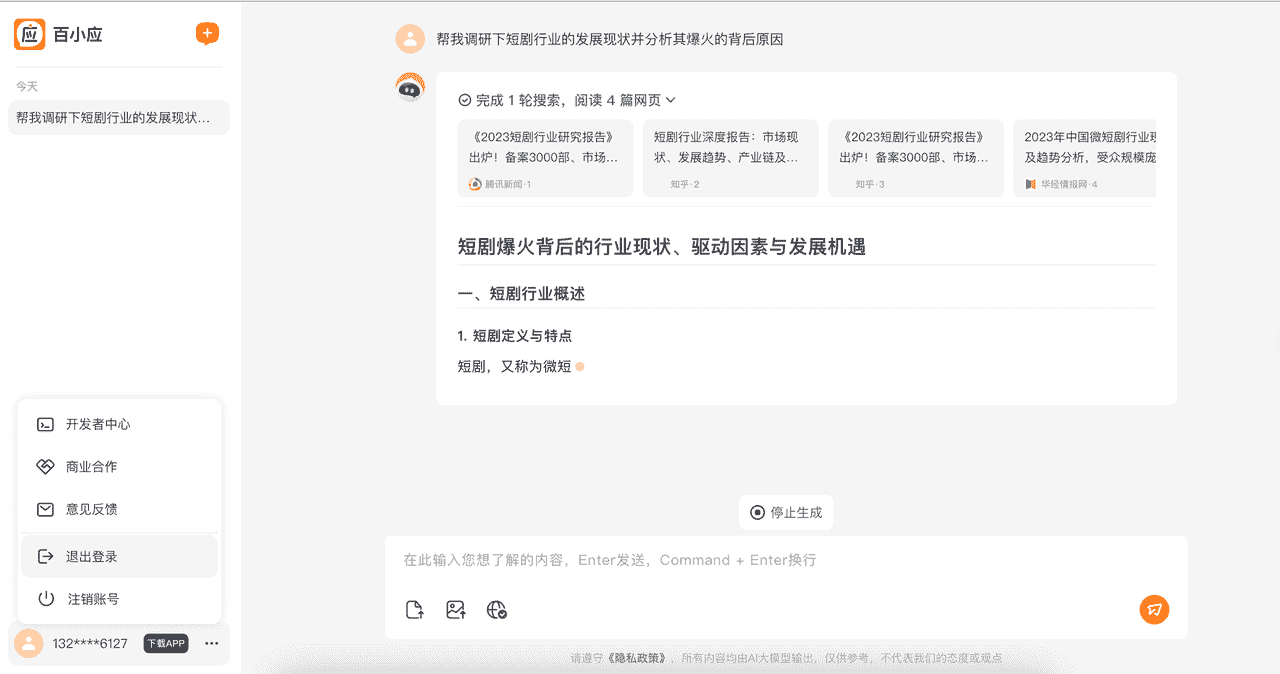 应 百小应
今天
帮我调研下短剧行业的发展现状...
开发者中心
商业合作
意见反馈
退出登录
注销账号
132****6127 下载APP
帮我调研下短剧行业的发展现状并分析其爆火的背后原因
完成 1 轮搜索，阅读 4 篇网页
《2023短剧行业研究报告》
出炉！备案3000部、市场...
腾讯新闻·1
短剧行业深度报告：市场现
状、发展趋势、产业链及...
知乎·2
《2023短剧行业研究报告》
出炉！备案3000部、市场...
知乎·3
2023年中国微短剧行业现
及趋势分析，受众规模庞
华经情报网·4
短剧爆火背后的行业现状、驱动因素与发展机遇
一、短剧行业概述
1. 短剧定义与特点
短剧，又称为微短
停止生成
在此输入您想了解的内容，Enter发送，Command + Enter换行
请遵守《隐私政策》，所有内容均由AI大模型输出，仅供参考，不代表我们的态度或观点